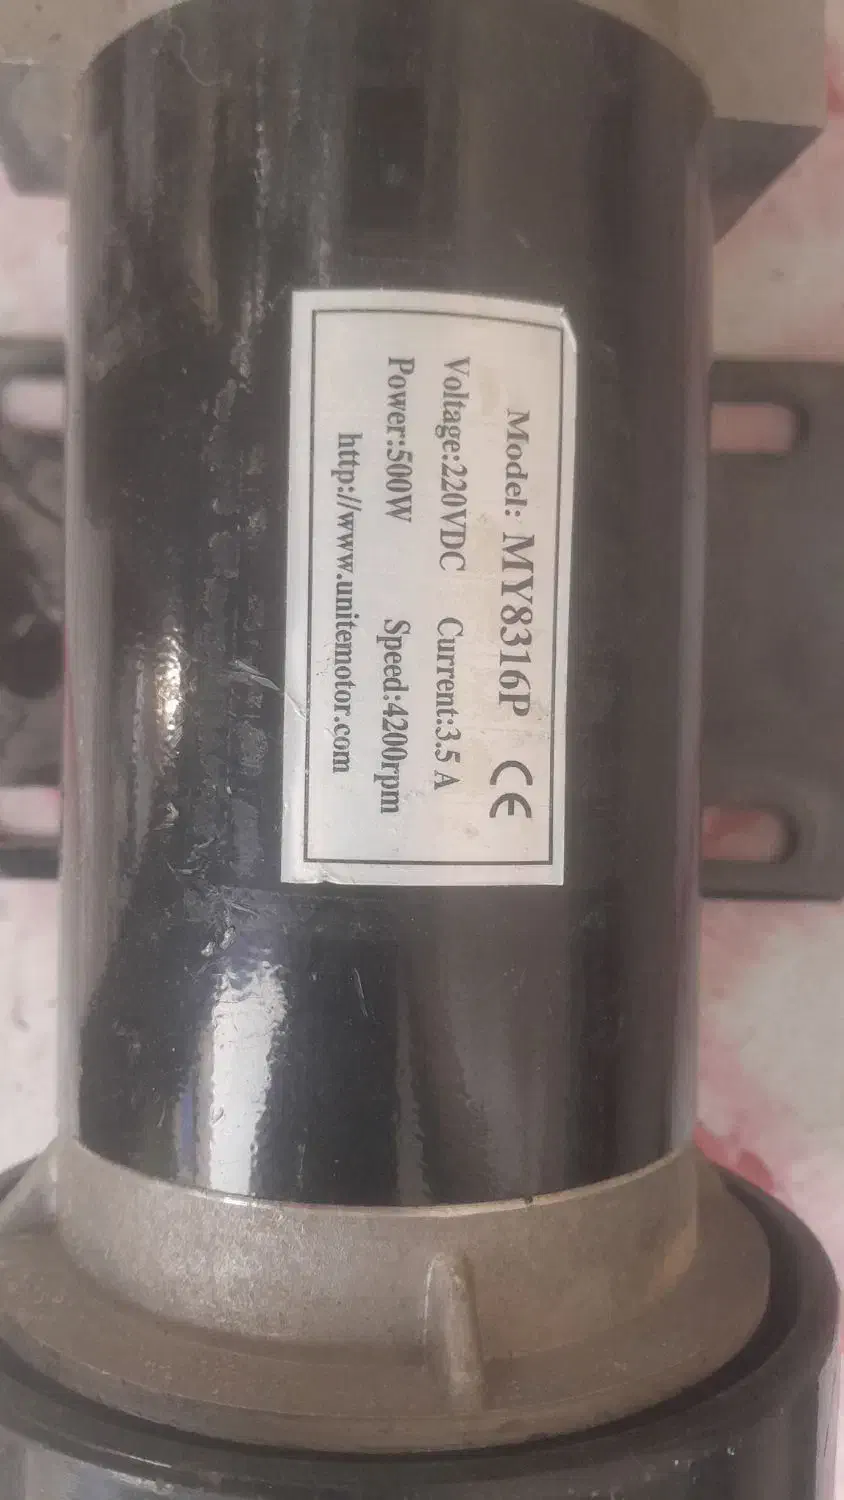 Model: MY8316P CE
Voltage:220VDC Current:3.5 A
Power:500W Speed:4200rpm
http://www.unitemotor.com